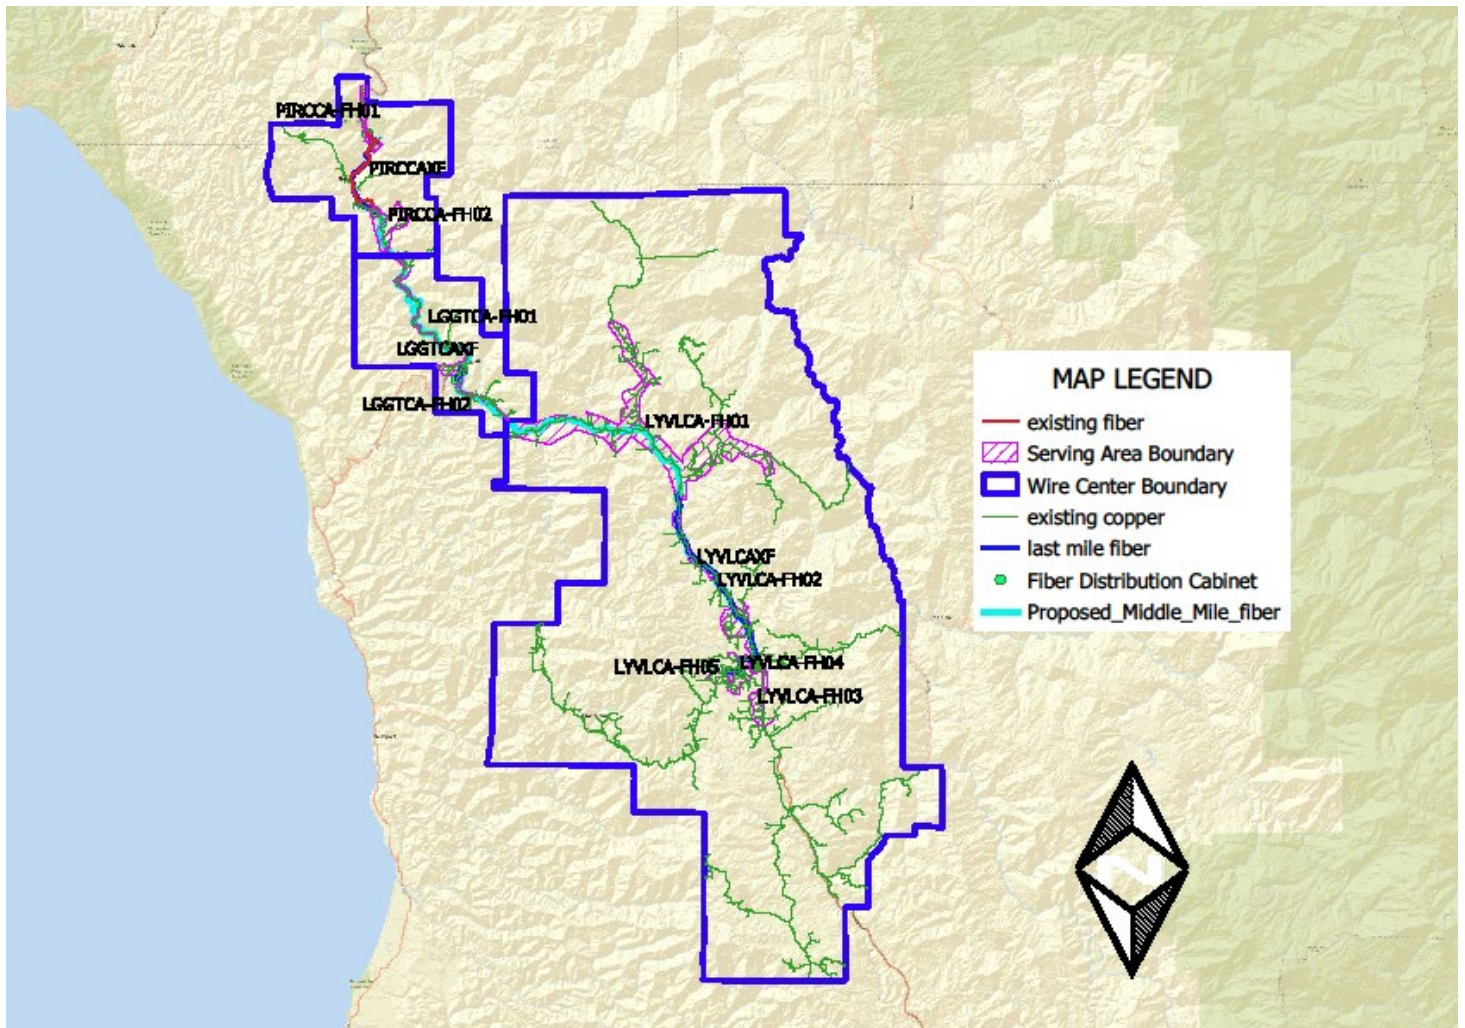 PIRCCA-FH01
PIRCCAXF
PIRCCA-FH02
LGGTCA-FH01
LGGTCAXF
LGGTCA-FH02
LYVLCA-FH01
LYVLCAXF
LYVLCA-FH02
LYVLCA-FH05
LYVLCA-FH04
LYVLCA-FH03
MAP LEGEND
existing fiber
Serving Area Boundary
Wire Center Boundary
existing copper
last mile fiber
Fiber Distribution Cabinet
Proposed_Middle_Mile_fiber
N